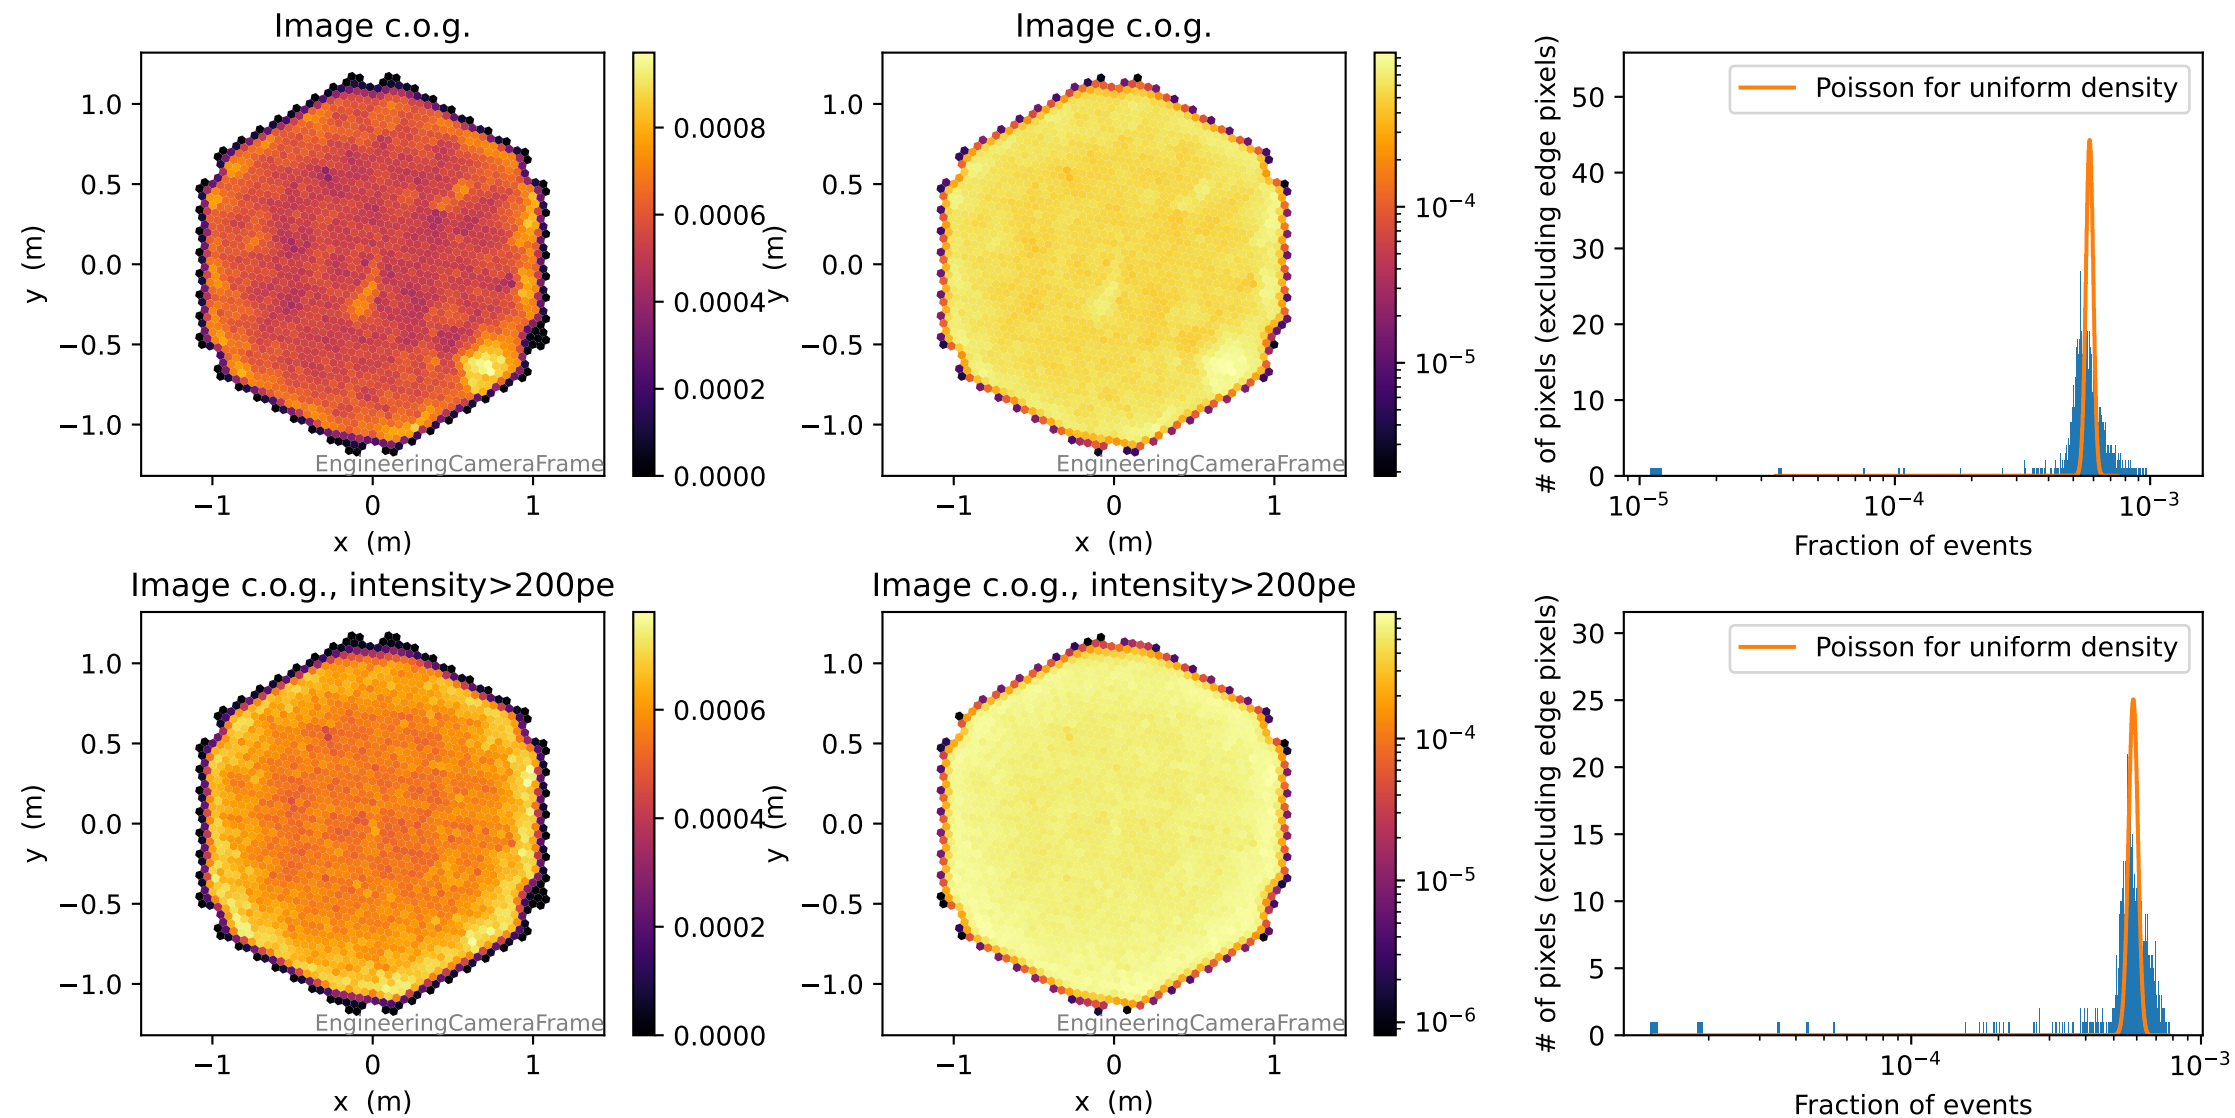 Image c.o.g.
1.0
0.5
0.0
−0.5
−1.0
y (m)
−1
0
1
x (m)
EngineeringCameraFrame
0.0008
0.0006
0.0004
0.0002
0.0000
Image c.o.g.
1.0
0.5
0.0
−0.5
−1.0
y (m)
−1
0
1
x (m)
EngineeringCameraFrame
10⁻⁴
10⁻⁵
Poisson for uniform density
# of pixels (excluding edge pixels)
50
40
30
20
10
0
10⁻⁵
10⁻⁴
10⁻³
Fraction of events
Image c.o.g., intensity>200pe
1.0
0.5
0.0
−0.5
−1.0
y (m)
−1
0
1
x (m)
EngineeringCameraFrame
0.0006
0.0004
0.0002
0.0000
Image c.o.g., intensity>200pe
1.0
0.5
0.0
−0.5
−1.0
y (m)
−1
0
1
x (m)
EngineeringCameraFrame
10⁻⁴
10⁻⁵
10⁻⁶
Poisson for uniform density
# of pixels (excluding edge pixels)
30
25
20
15
10
5
0
10⁻⁴
10⁻³
Fraction of events